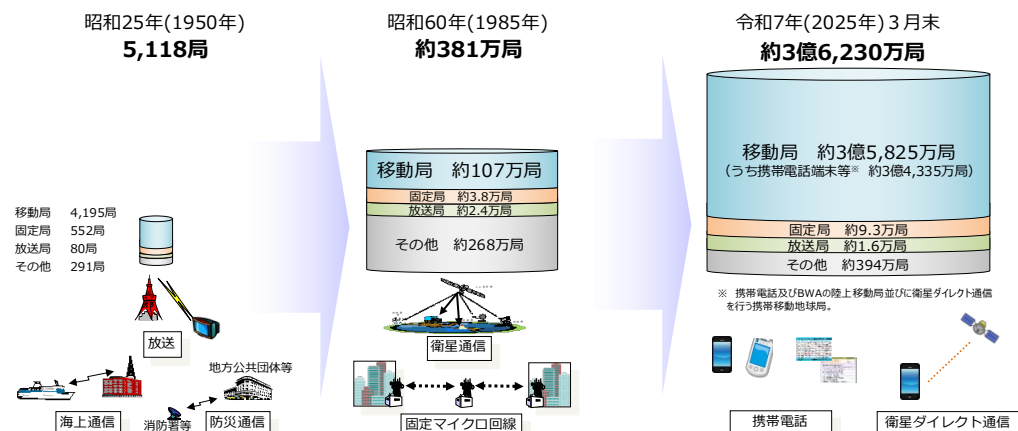 昭和25年(1950年)
5,118局
移動局 4,195局
固定局 552局
放送局 80局
その他 291局
放送
海上通信
地方公共団体等
消防署等
防災通信
昭和60年(1985年)
約381万局
移動局 約107万局
固定局 約3.8万局
放送局 約2.4万局
その他 約268万局
衛星通信
固定マイクロ回線
令和7年(2025年)３月末
約3億6,230万局
移動局 約3億5,825万局
(うち携帯電話端末等※ 約3億4,335万局)
固定局 約9.3万局
放送局 約1.6万局
その他 約394万局
※ 携帯電話及びBWAの陸上移動局並びに衛星ダイレクト通信
を行う携帯移動地球局。
携帯電話
衛星ダイレクト通信